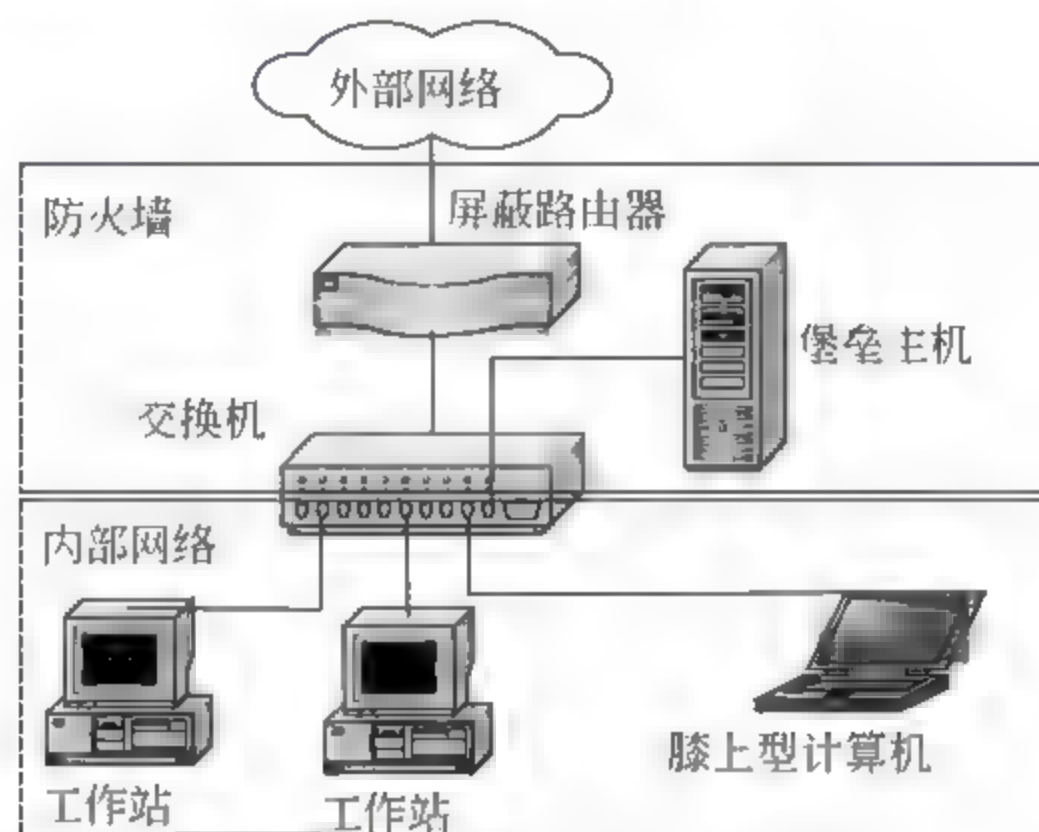 外部网络
防火墙
屏蔽路由器
堡垒主机
交换机
内部网络
膝上型计算机
工作站
工作站